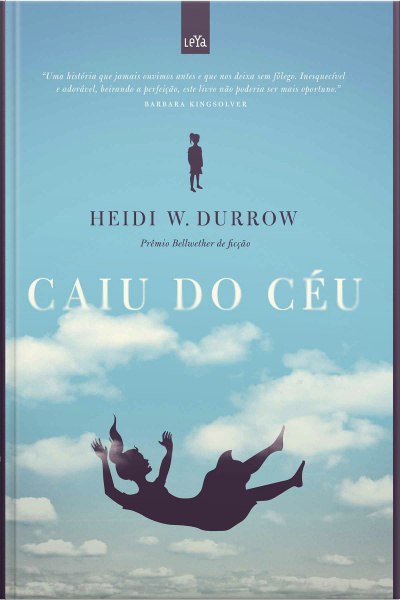 LeYa
“Uma história que jamais ouvimos antes e que nos deixa sem fôlego. Inesquecível
e adorável, beirando a perfeição, este livro não poderia ser mais oportuno.”
BARBARA KINGSOLVER
HEIDI W. DURROW
Prêmio Bellwether de ficção
CAIU DO CÉU